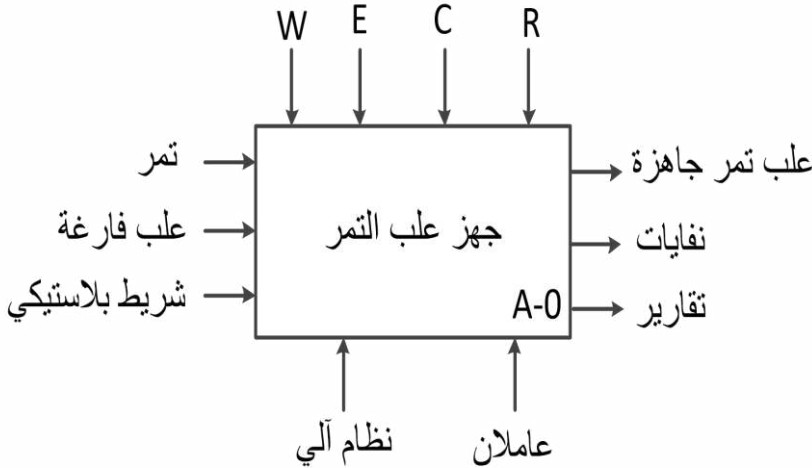 W E C R
تمر
علب فارغة
شريط بلاستيكي
جهز علب التمر
A-0
علب تمر جاهزة
نفايات
تقارير
نظام آلي
عاملان